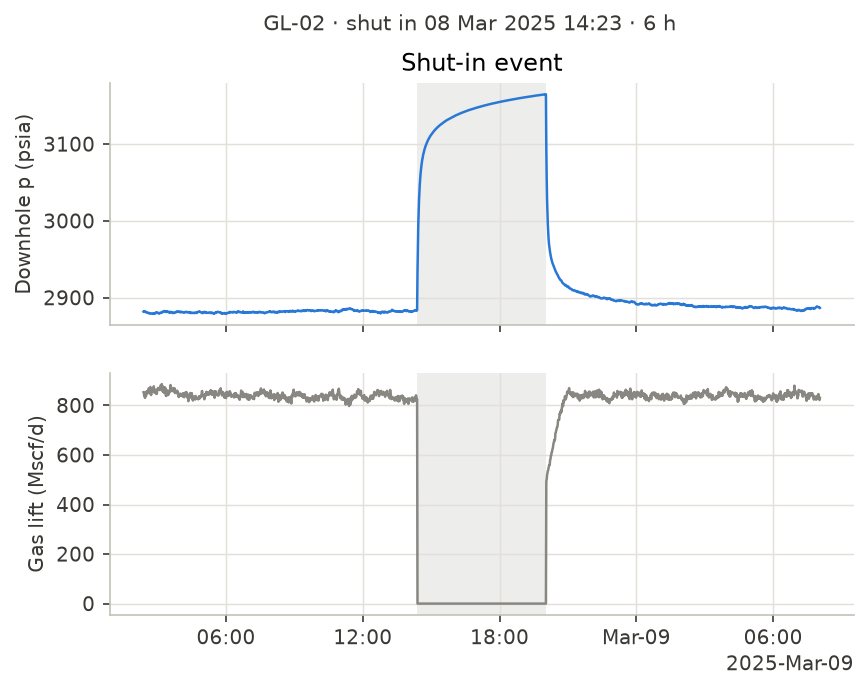 GL-02 · shut in 08 Mar 2025 14:23 · 6 h
Shut-in event
Downhole p (psia)
3100
3000
2900
Gas lift (Mscf/d)
800
600
400
200
0
06:00 12:00 18:00 Mar-09 06:00
2025-Mar-09